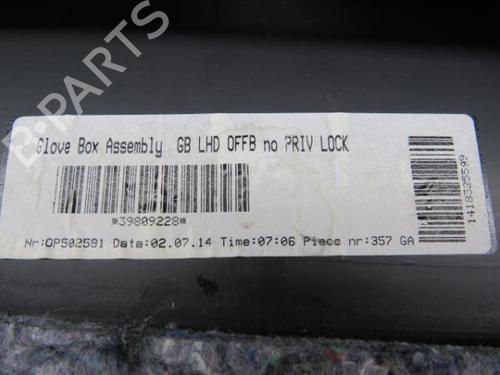 B-PARTS
Glove Box Assembly GB LHD OFFB no PRIV LOCK
*39809228*
Nr:OP502591 Data:02.07.14 Time:07:06 Piece nr:357 GA
1418325599